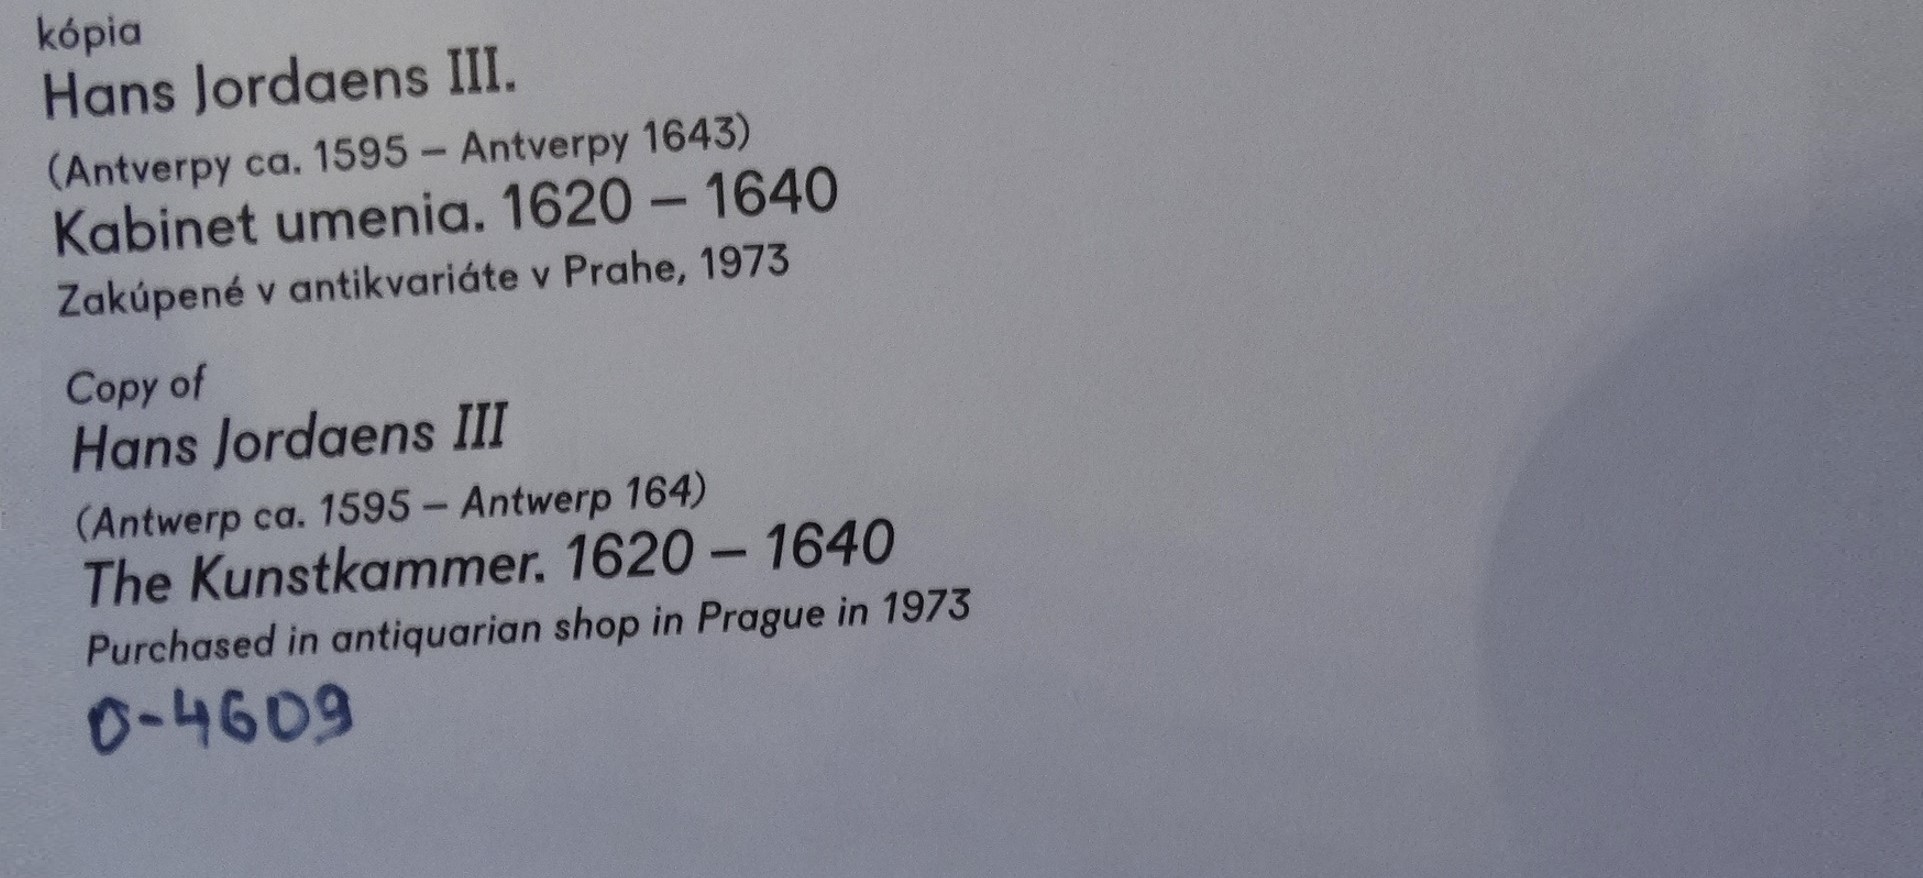 kópia
Hans Jordaens III.
(Antverpy ca. 1595 – Antverpy 1643)
Kabinet umenia. 1620 – 1640
Zakúpené v antikvariáte v Prahe, 1973
Copy of
Hans Jordaens III
(Antwerp ca. 1595 – Antwerp 164)
The Kunstkammer. 1620 – 1640
Purchased in antiquarian shop in Prague in 1973
O-4609